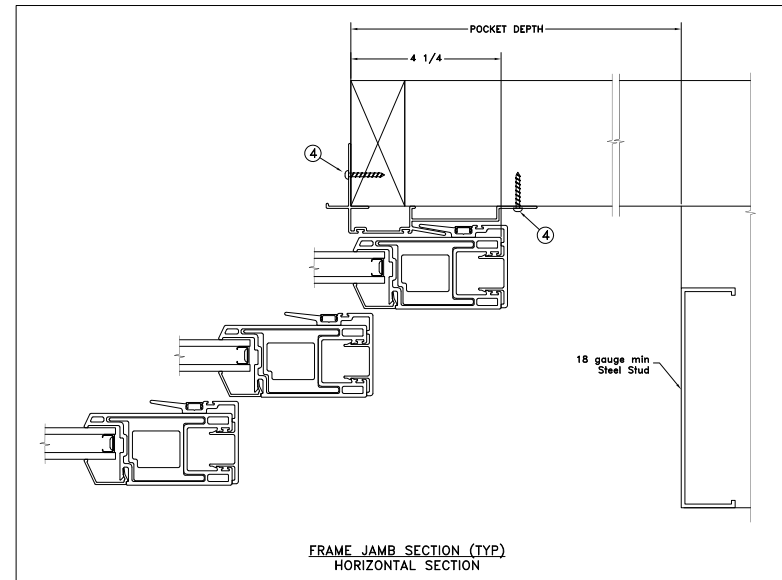 POCKET DEPTH
4 1/4
4
4
18 gauge min
Steel Stud
FRAME JAMB SECTION (TYP)
HORIZONTAL SECTION